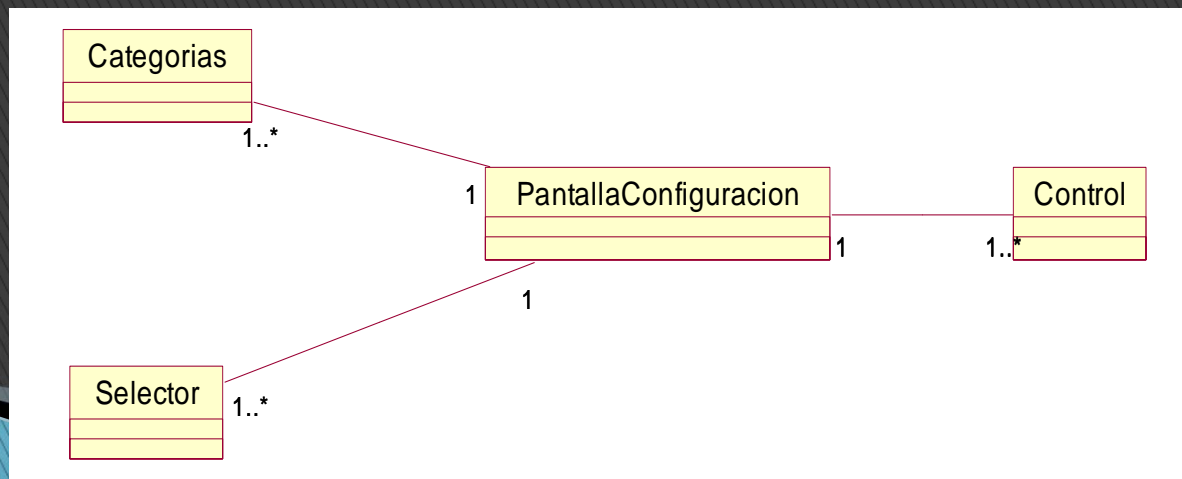 Categorias
1..*
1
PantallaConfiguracion
Control
1
1..*
1
Selector
1..*